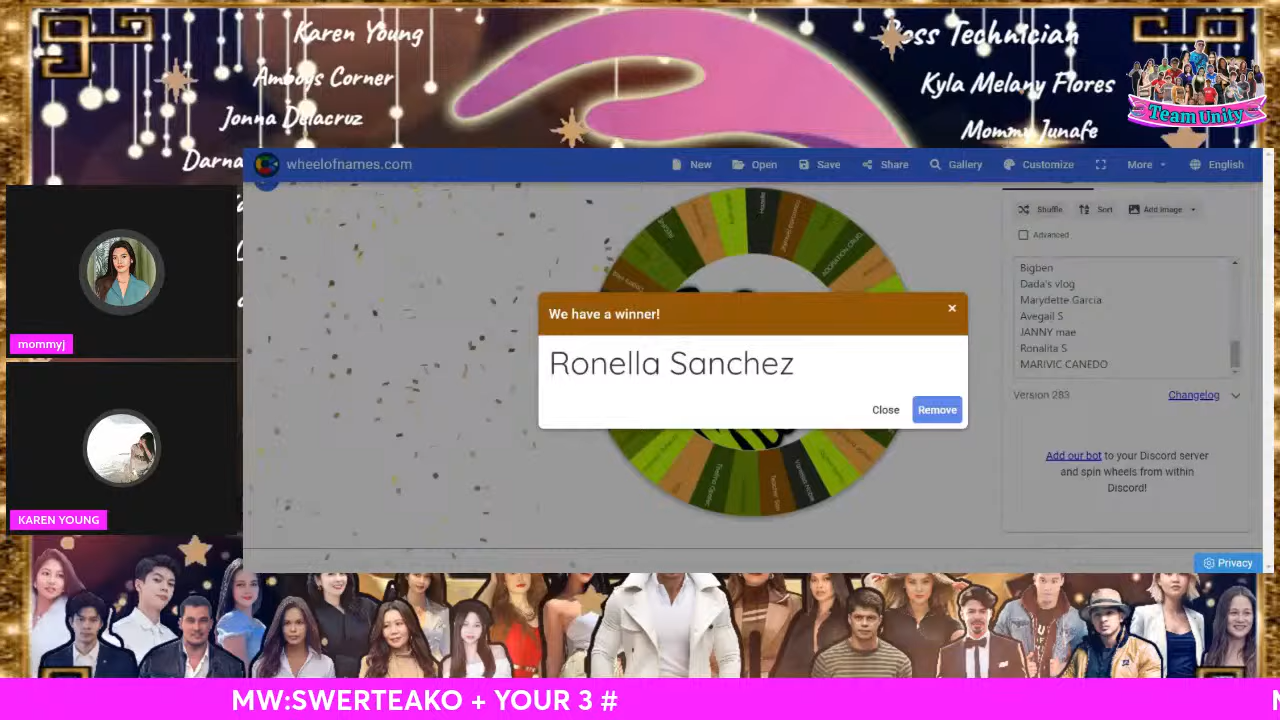 Karen Young
Amboys Corner
Jonna Delacruz
Darna
Boss Technician
Kyla Melany Flores
Mommy Junafe
Team Unity
wheelofnames.com
New
Open
Save
Share
Gallery
Customize
More
English
Shuffle
Sort
Add image
Advanced
Bigben
Dada's vlog
Marydette Garcia
Avegail S
JANNY mae
Ronalita S
MARIVIC CANEDO
Version 283
Changelog
Add our bot to your Discord server
and spin wheels from within
Discord!
We have a winner!
×
Ronella Sanchez
Close
Remove
mommyj
KAREN YOUNG
Privacy
MW:SWERTEAKO + YOUR 3 #